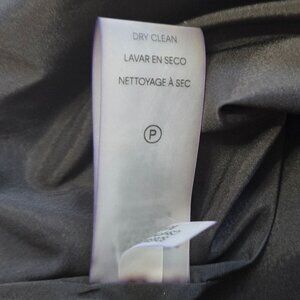 DRY CLEAN
LAVAR EN SECO
NETTOYAGE À SEC
P